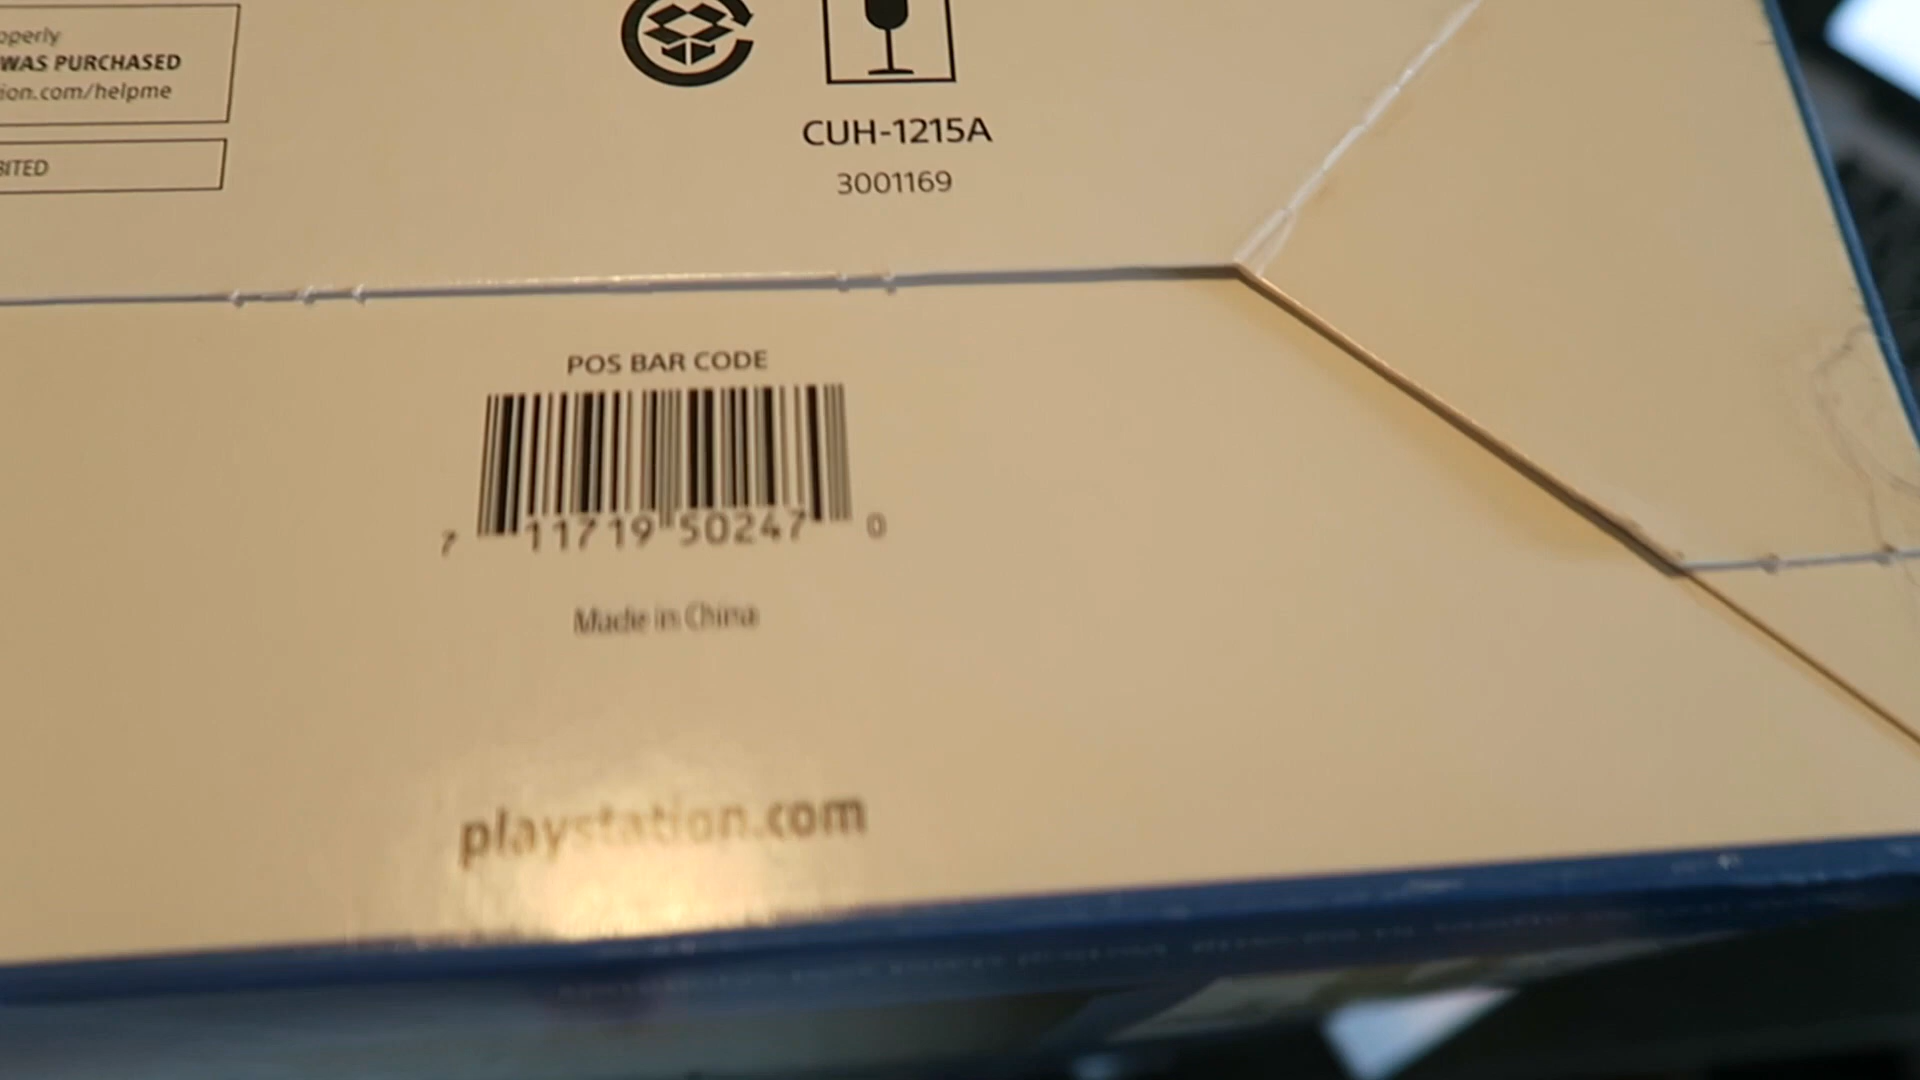 operly
WAS PURCHASED
ion.com/helpme
BITED
CUH-1215A
3001169
POS BAR CODE
7 11719 50247 0
Made in China
playstation.com